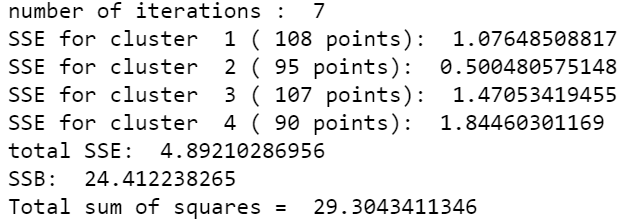 number of iterations :  7
SSE for cluster  1 ( 108 points):  1.07648508817
SSE for cluster  2 ( 95 points):  0.500480575148
SSE for cluster  3 ( 107 points):  1.47053419455
SSE for cluster  4 ( 90 points):  1.84460301169
total SSE:  4.89210286956
SSB:  24.412238265
Total sum of squares =  29.3043411346